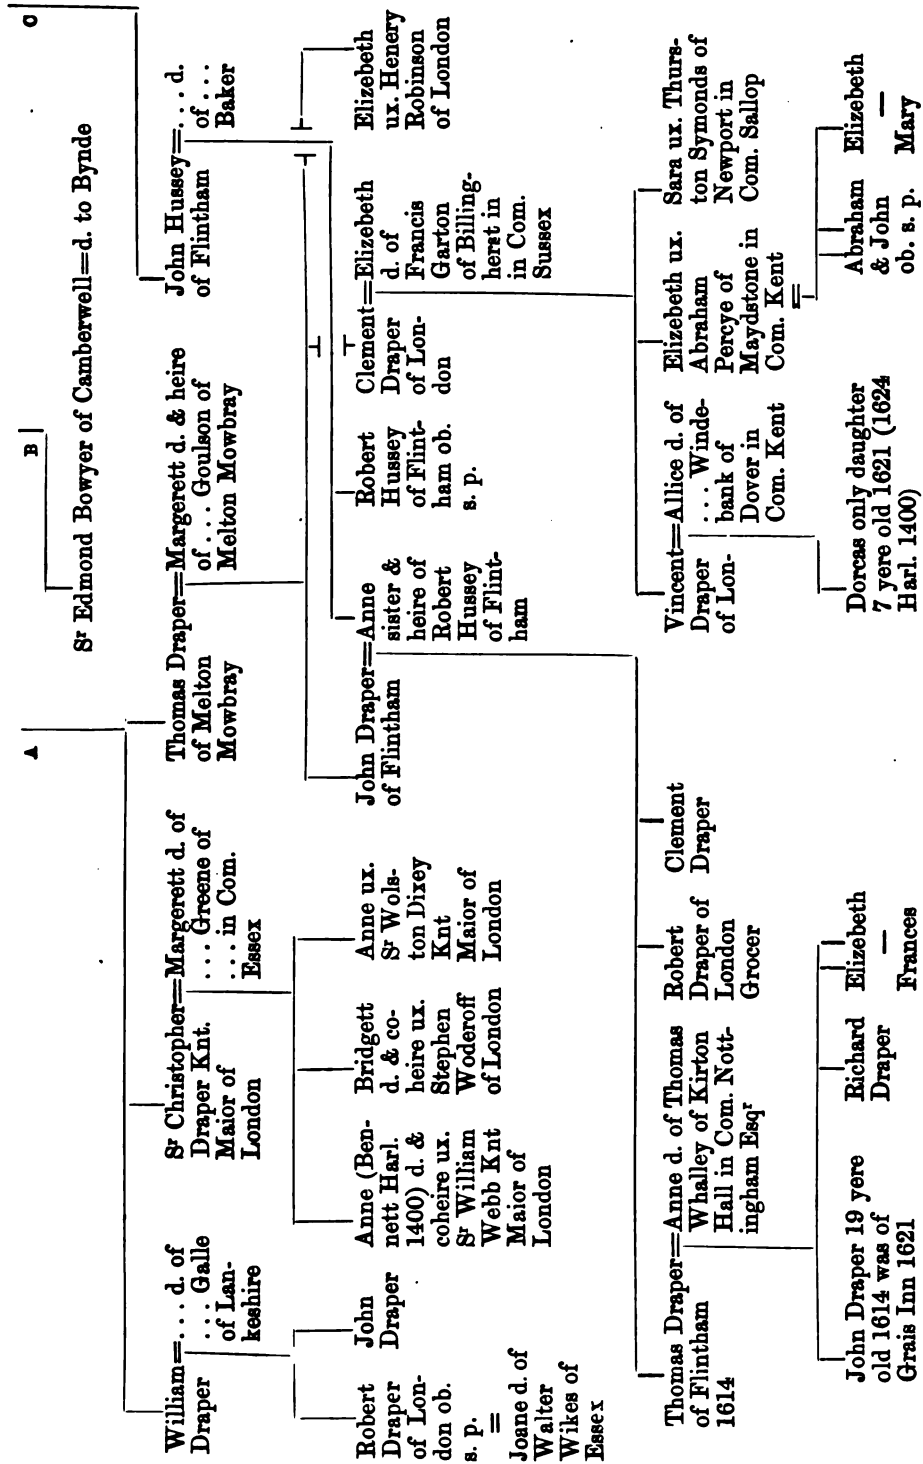 A
B
C
Sʳ Edmond Bowyer of Camberwell=d. to Bynde
William=. . . d. of
Draper . . . Galle
of Lan-
keshire
Sʳ Christopher=Margerett d. of
Draper Knt. . . . Greene of
Maior of . . . in Com.
London Essex
Thomas Draper=Margerett d. & heire
of Melton of . . . Goulson of
Mowbray Melton Mowbray
John Hussey=. . . d.
of Flintham of . . .
Baker
Robert
Draper
of Lon-
don ob.
s. p.
=
Joane d. of
Walter
Wikes of
Essex
John
Draper
Anne (Ben-
nett Harl.
1400) d. &
coheire ux.
Sʳ William
Webb Knt
Maior of
London
Bridgett
d. & co-
heire ux.
Stephen
Woderoff
of London
Anne ux.
Sʳ Wols-
ton Dixey
Knt
Maior of
London
John Draper=Anne
of Flintham sister &
heire of
Robert
Hussey
of Flint-
ham
Robert
Hussey
of Flint-
ham ob.
s. p.
Clement=Elizebeth
Draper d. of
of Lon- Francis
don Garton
of Billing-
herst in
in Com.
Sussex
Elizebeth
ux. Henery
Robinson
of London
Thomas Draper=Anne d. of Thomas
of Flintham Whalley of Kirton
1614 Hall in Com. Nott-
ingham Esqʳ
Robert
Draper of
London
Grocer
Clement
Draper
Vincent=Allice d. of
Draper . . . Winde-
of Lon- bank of
Dover in
Com. Kent
Elizebeth ux.
Abraham
Percye of
Maydstone in
Com. Kent
=
Sara ux. Thurs-
ton Symonds of
Newport in
Com. Sallop
John Draper 19 yere
old 1614 was of
Grais Inn 1621
Richard
Draper
Elizebeth
—
Frances
Dorcas only daughter
7 yere old 1621 (1624
Harl. 1400)
Abraham
& John
ob. s. p.
Elizebeth
—
Mary